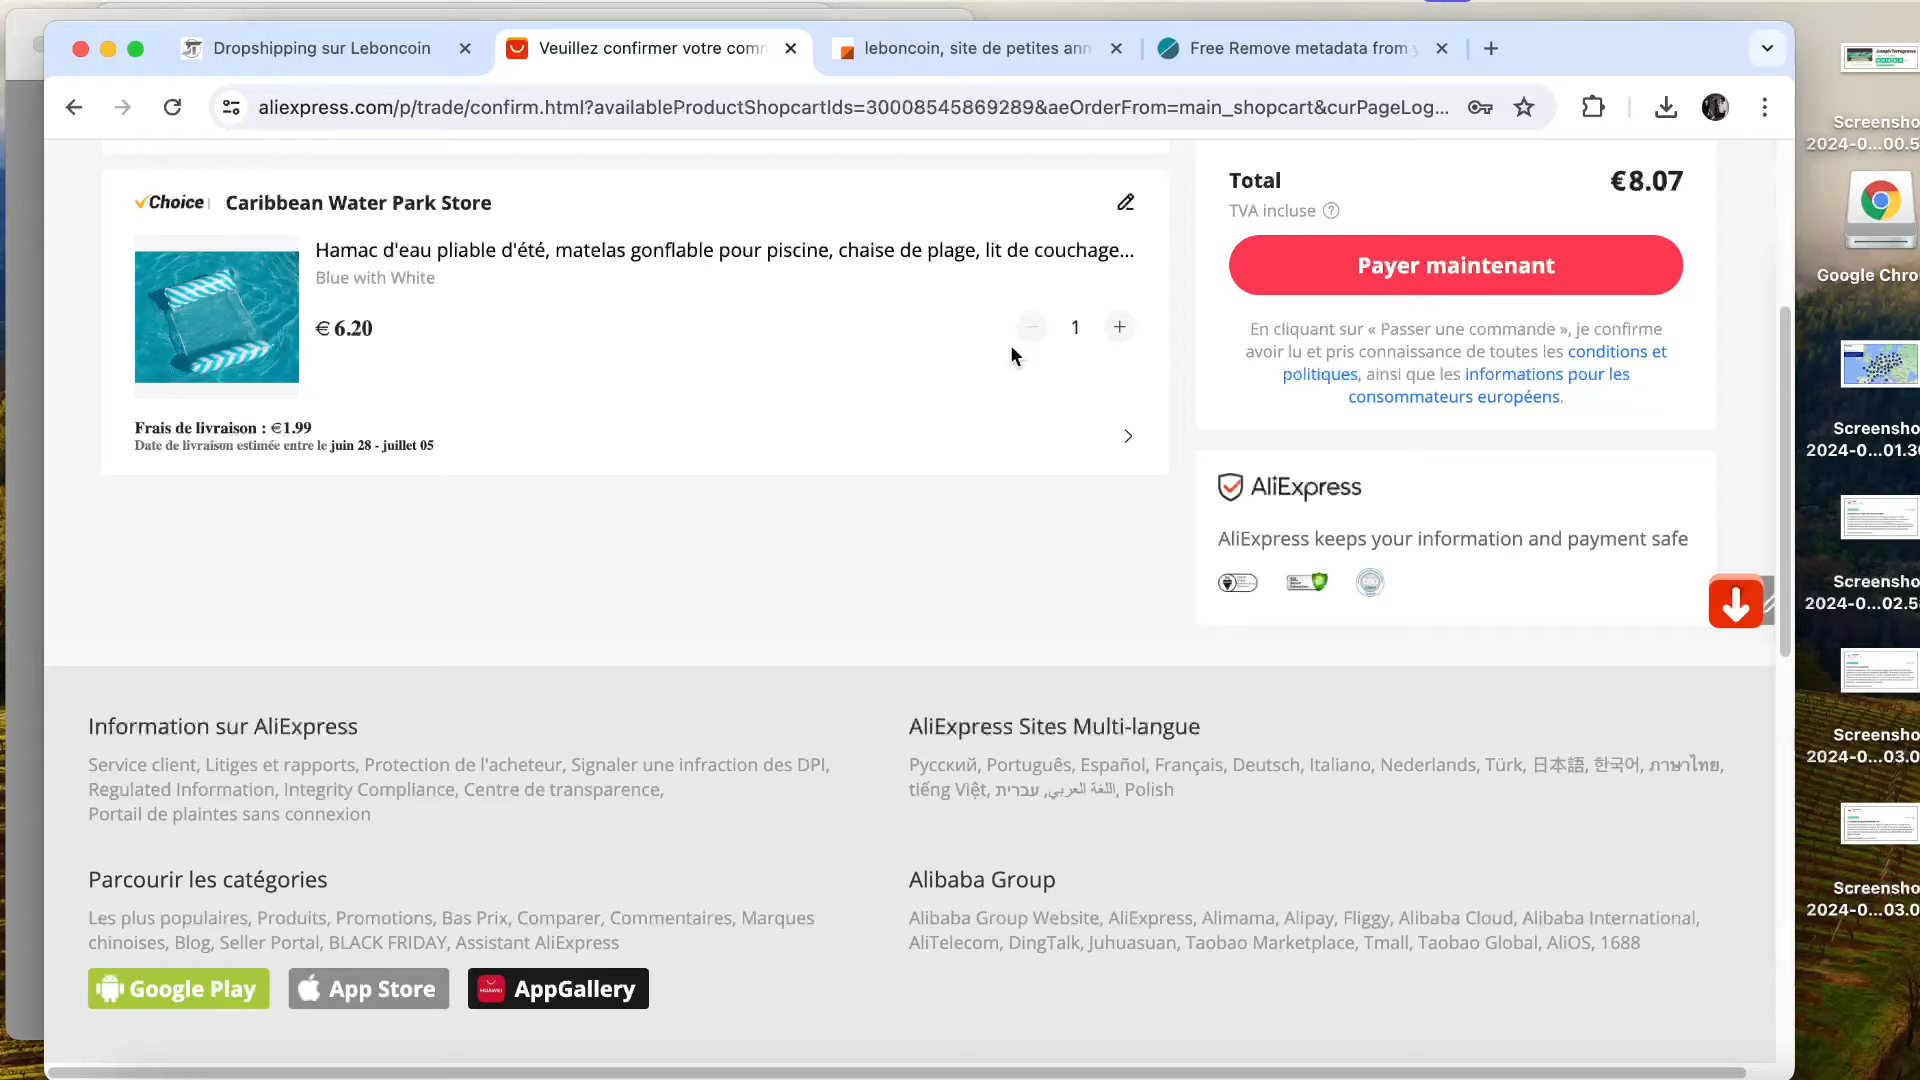 Dropshipping sur Leboncoin
Veuillez confirmer votre com
leboncoin, site de petites ann
Free Remove metadata from
aliexpress.com/p/trade/confirm.html?availableProductShopcartIds=30008545869289&aeOrderFrom=main_shopcart&curPageLog...
Choice
Caribbean Water Park Store
Hamac d'eau pliable d'été, matelas gonflable pour piscine, chaise de plage, lit de couchage...
Blue with White
€ 6.20
1
Frais de livraison : €1.99
Date de livraison estimée entre le juin 28 - juillet 05
Total €8.07
TVA incluse
Payer maintenant
En cliquant sur « Passer une commande », je confirme
avoir lu et pris connaissance de toutes les conditions et
politiques, ainsi que les informations pour les
consommateurs européens.
AliExpress
AliExpress keeps your information and payment safe
Information sur AliExpress
Service client, Litiges et rapports, Protection de l'acheteur, Signaler une infraction des DPI,
Regulated Information, Integrity Compliance, Centre de transparence,
Portail de plaintes sans connexion
AliExpress Sites Multi-langue
Русский, Português, Español, Français, Deutsch, Italiano, Nederlands, Türk, 日本語, 한국어, ภาษาไทย,
tiếng Việt, עברית, اللغة العربي, Polish
Parcourir les catégories
Les plus populaires, Produits, Promotions, Bas Prix, Comparer, Commentaires, Marques
chinoises, Blog, Seller Portal, BLACK FRIDAY, Assistant AliExpress
Alibaba Group
Alibaba Group Website, AliExpress, Alimama, Alipay, Fliggy, Alibaba Cloud, Alibaba International,
AliTelecom, DingTalk, Juhuasuan, Taobao Marketplace, Tmall, Taobao Global, AliOS, 1688
Google Play
App Store
HUAWEI
AppGallery
Screensho
2024-0...00.5
Google Chro
Screensho
2024-0...01.3
Screensho
2024-0...02.5
Screensho
2024-0...03.0
Screensho
2024-0...03.0